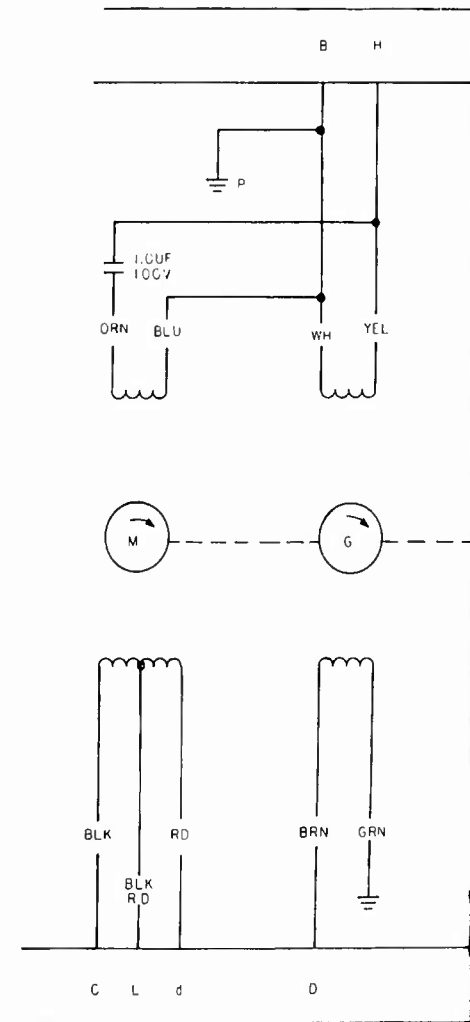 B H
P
1.0UF
100V
ORN BLU WH YEL
M G
BLK RD BRN GRN
BLK
RD
C L d D